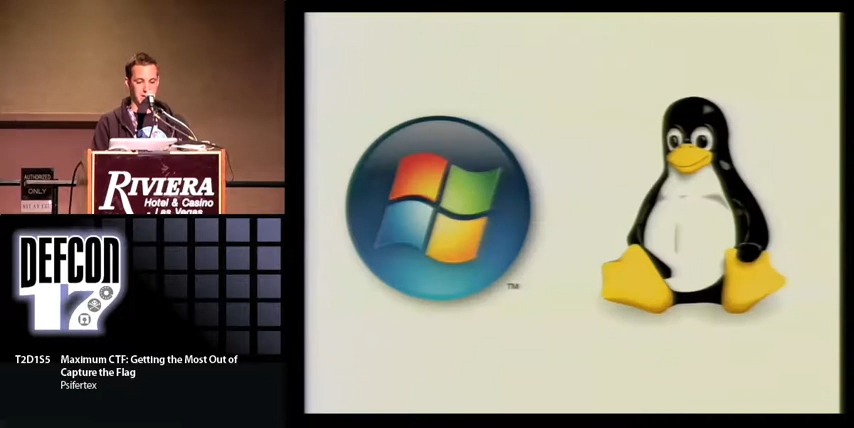 AUTHORIZED
ONLY
RIVIERA
Hotel & Casino
Las Vegas
DEFCON
17
T2D1S5 Maximum CTF: Getting the Most Out of
Capture the Flag
Psifertex
TM